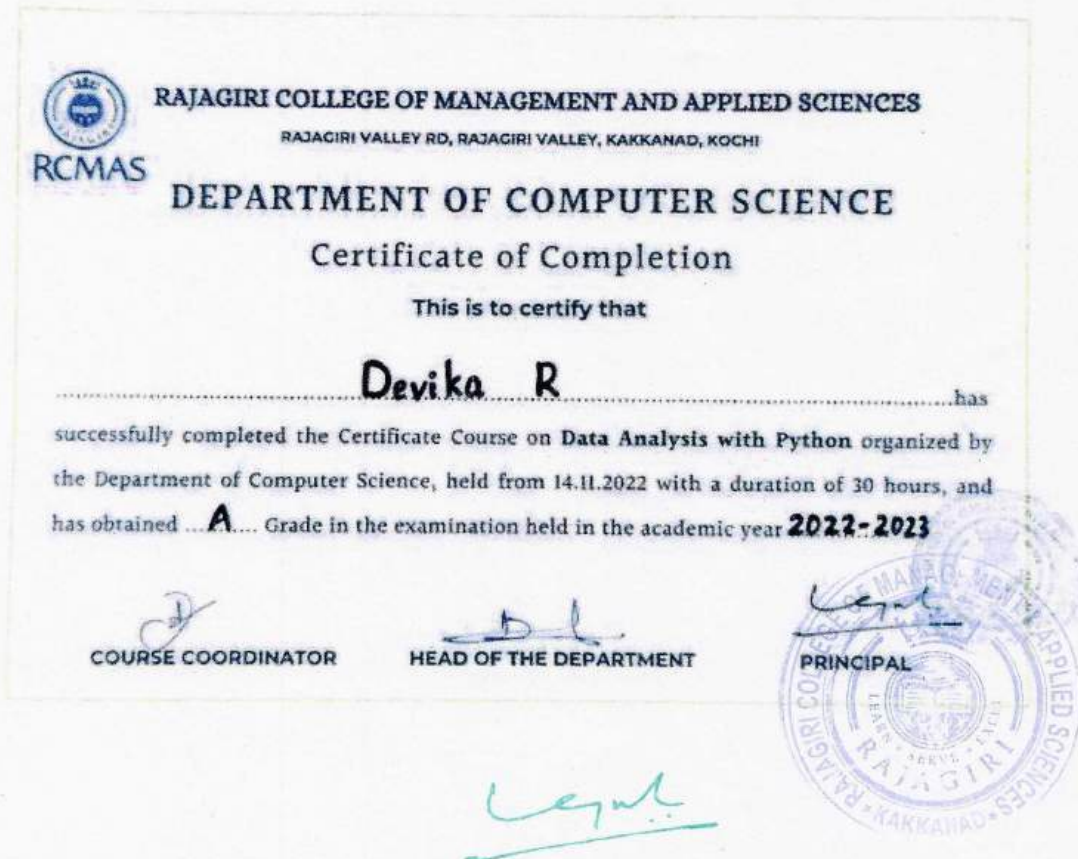 RAJAGIRI COLLEGE OF MANAGEMENT AND APPLIED SCIENCES
RAJAGIRI VALLEY RD, RAJAGIRI VALLEY, KAKKANAD, KOCHI
RAJAGIRI
RCMAS
DEPARTMENT OF COMPUTER SCIENCE
Certificate of Completion
This is to certify that
Devika R has
successfully completed the Certificate Course on Data Analysis with Python organized by
the Department of Computer Science, held from 14.11.2022 with a duration of 30 hours, and
has obtained ...A.... Grade in the examination held in the academic year 2022-2023
COURSE COORDINATOR HEAD OF THE DEPARTMENT PRINCIPAL
RAJAGIRI COLLEGE OF MANAGEMENT & APPLIED SCIENCES
KAKKANAD
LEARN • SERVE • EXCEL
RAJAGIRI